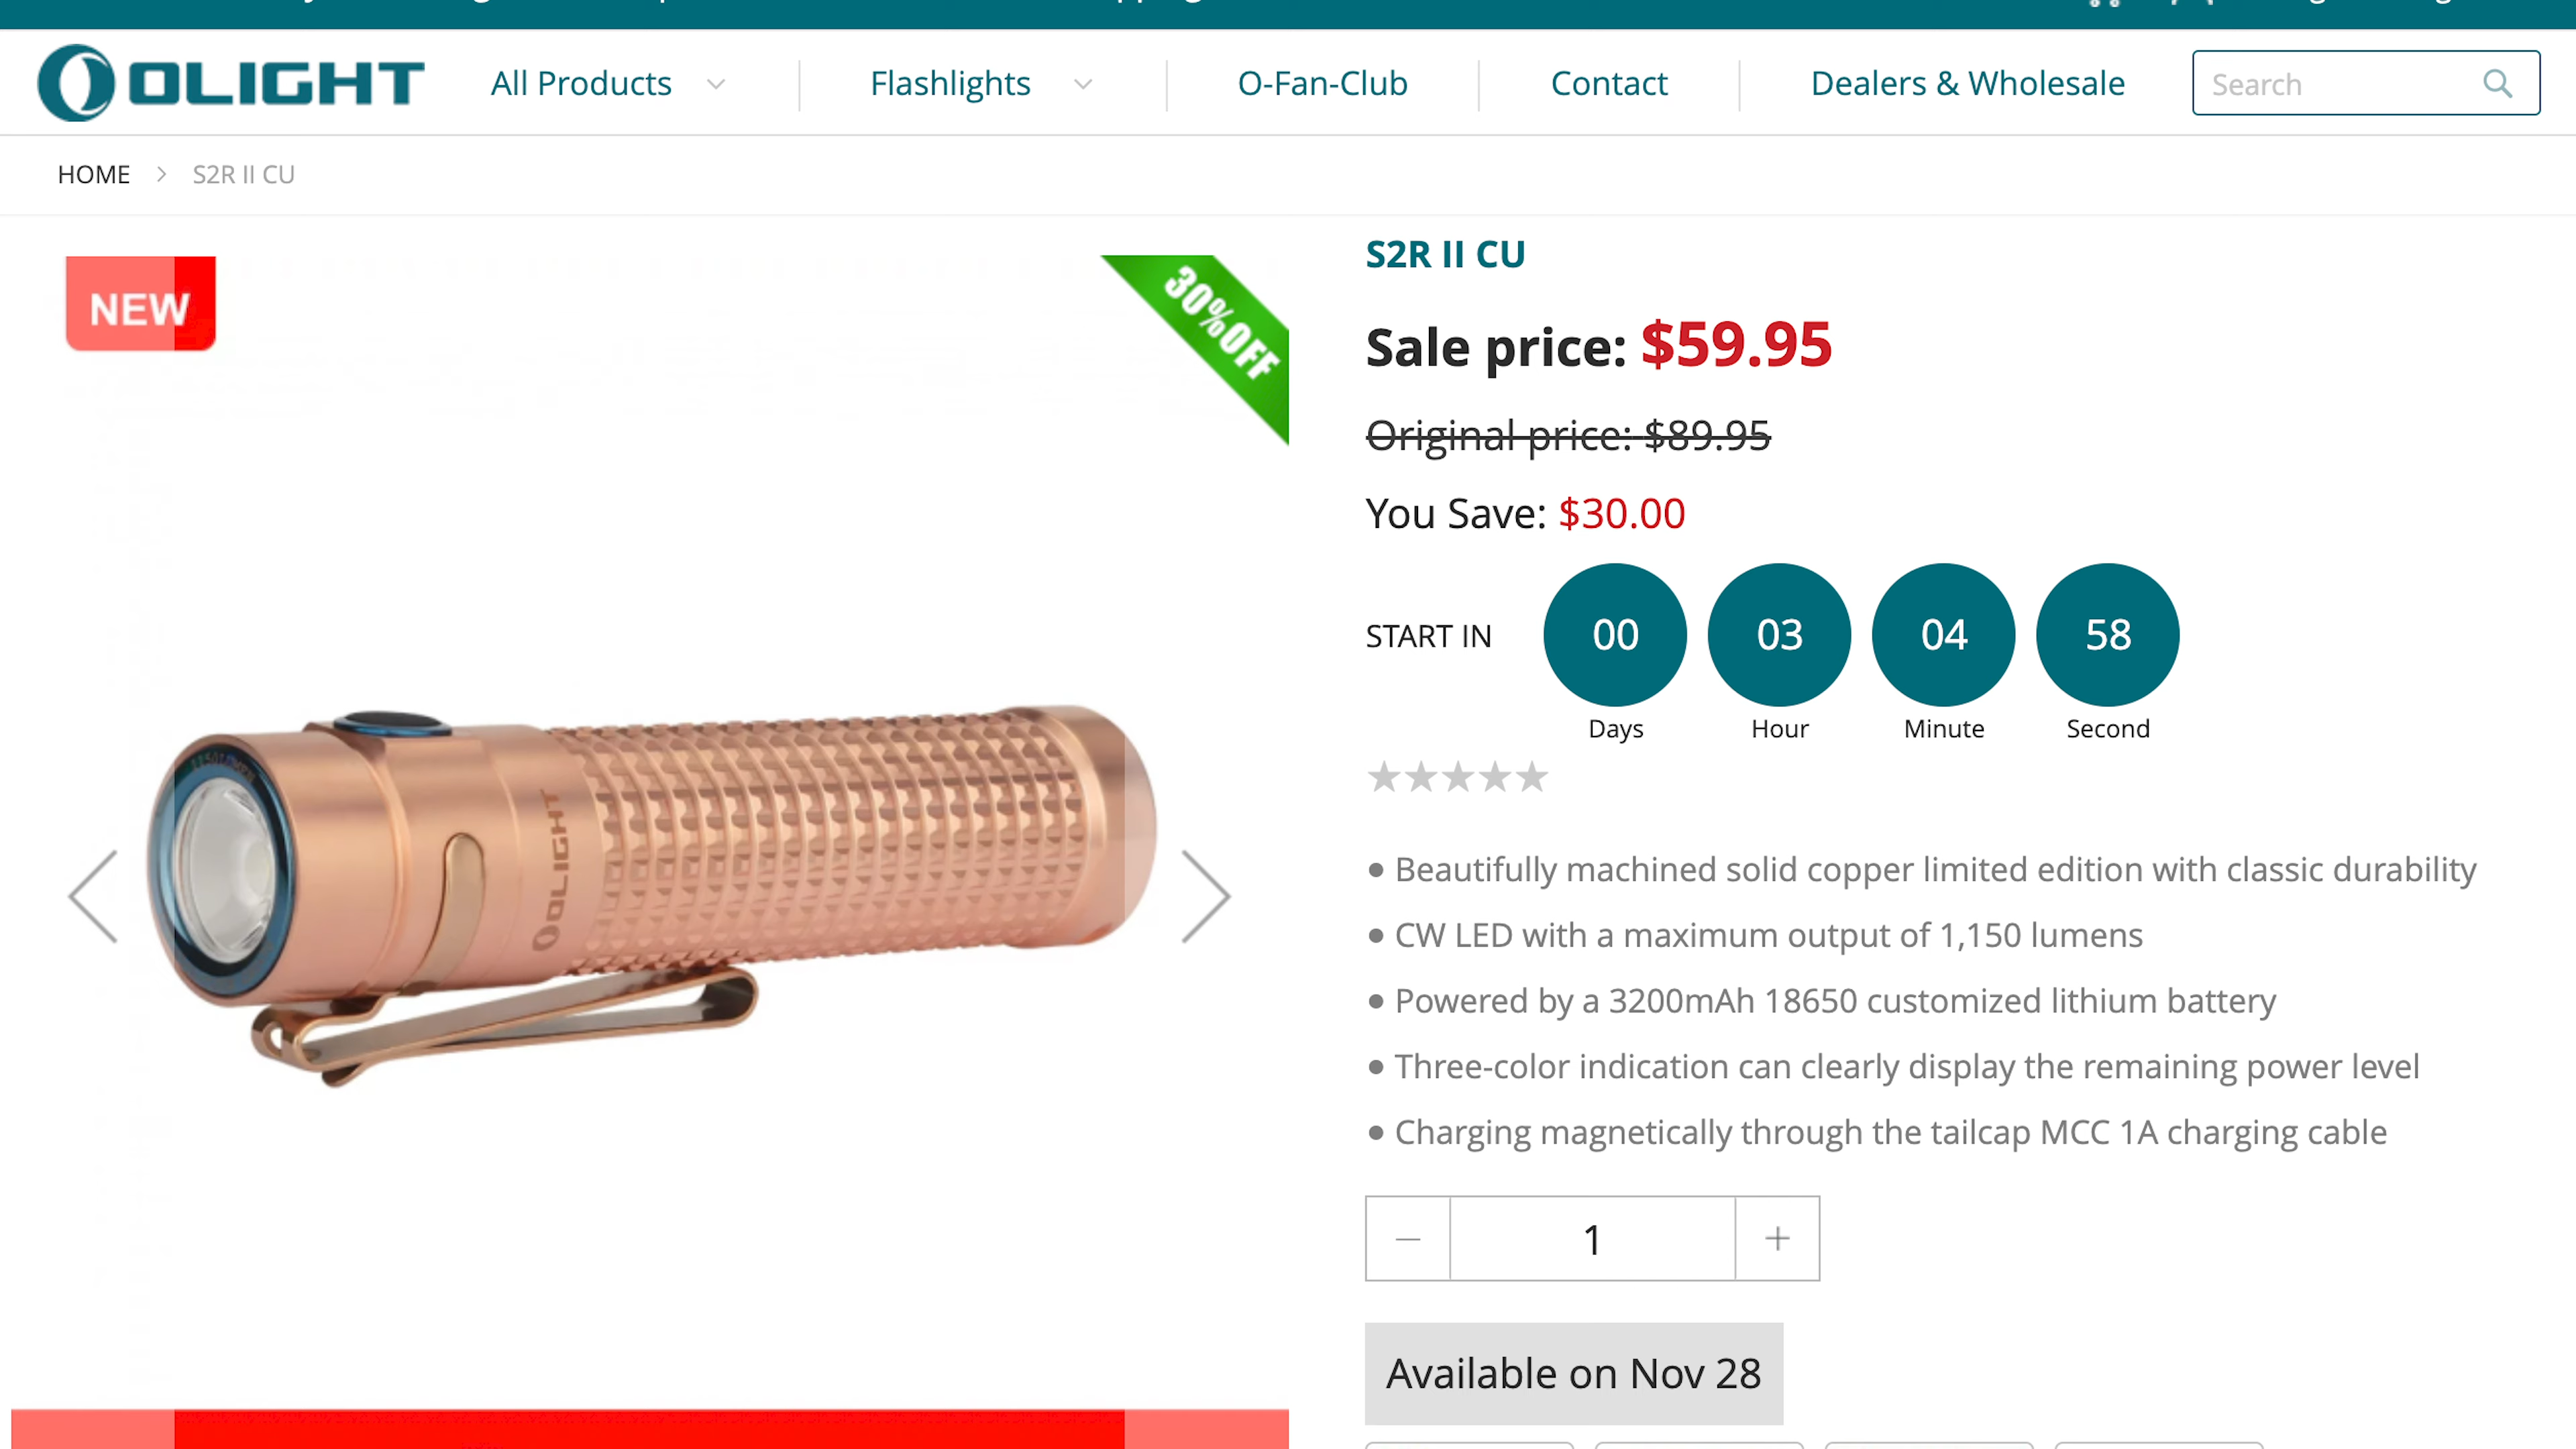 OLIGHT
All Products
Flashlights
O-Fan-Club
Contact
Dealers & Wholesale
Search
HOME > S2R II CU
NEW
30%OFF
OLIGHT
S2R II CU
Sale price: $59.95
Original price: $89.95
You Save: $30.00
START IN
00 03 04 58
Days Hour Minute Second
• Beautifully machined solid copper limited edition with classic durability
• CW LED with a maximum output of 1,150 lumens
• Powered by a 3200mAh 18650 customized lithium battery
• Three-color indication can clearly display the remaining power level
• Charging magnetically through the tailcap MCC 1A charging cable
1
Available on Nov 28